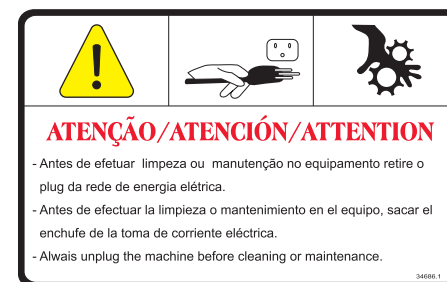 ATENÇÃO/ATENCIÓN/ATTENTION
- Antes de efetuar limpeza ou manutenção no equipamento retire o
plug da rede de energia elétrica.
- Antes de efectuar la limpieza o mantenimiento en el equipo, sacar el
enchufe de la toma de corriente eléctrica.
- Alwais unplug the machine before cleaning or maintenance.
34686.1